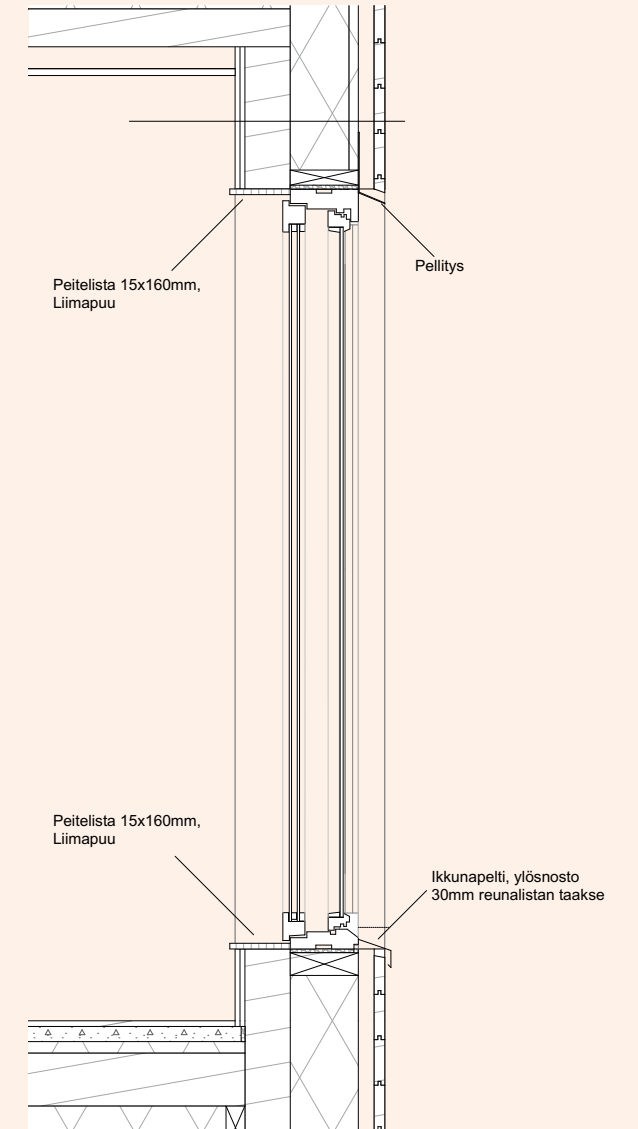 Pellitys
Peitelista 15x160mm,
Liimapuu
Peitelista 15x160mm,
Liimapuu
Ikkunapelti, ylösnosto
30mm reunalistan taakse